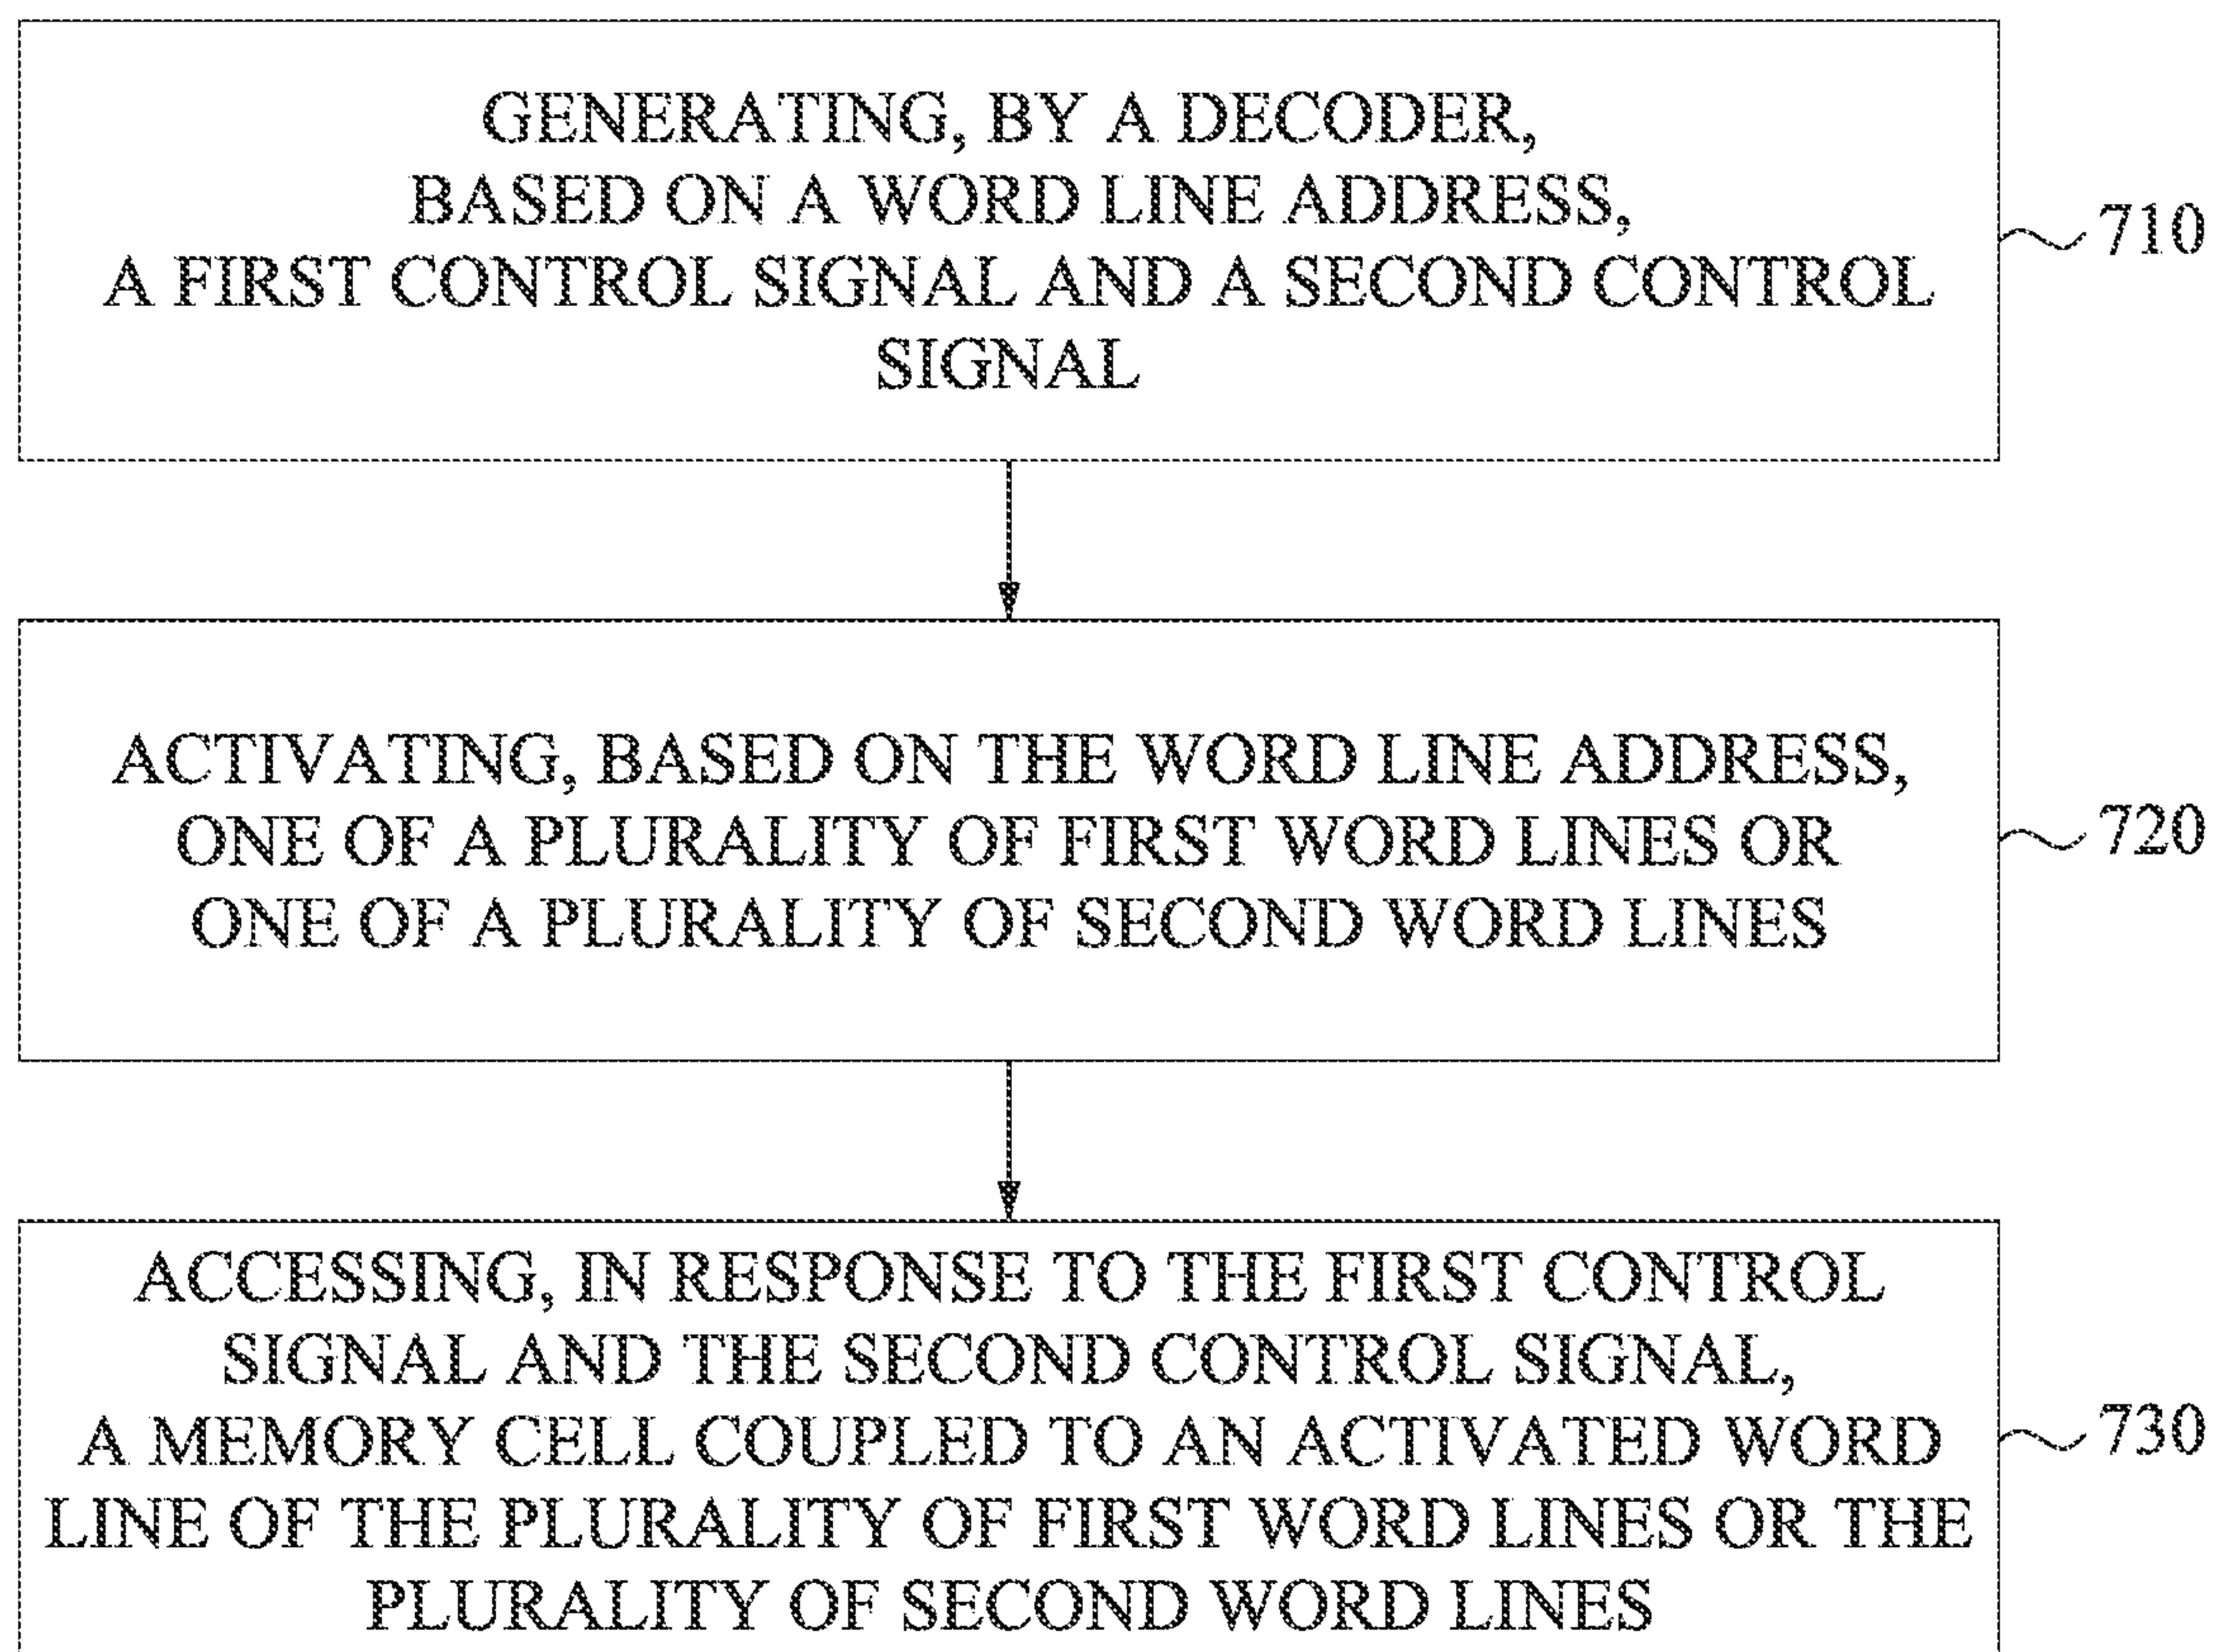 GENERATING, BY A DECODER,
BASED ON A WORD LINE ADDRESS,
A FIRST CONTROL SIGNAL AND A SECOND CONTROL
SIGNAL
710
ACTIVATING, BASED ON THE WORD LINE ADDRESS,
ONE OF A PLURALITY OF FIRST WORD LINES OR
ONE OF A PLURALITY OF SECOND WORD LINES
720
ACCESSING, IN RESPONSE TO THE FIRST CONTROL
SIGNAL AND THE SECOND CONTROL SIGNAL,
A MEMORY CELL COUPLED TO AN ACTIVATED WORD
LINE OF THE PLURALITY OF FIRST WORD LINES OR THE
PLURALITY OF SECOND WORD LINES
730